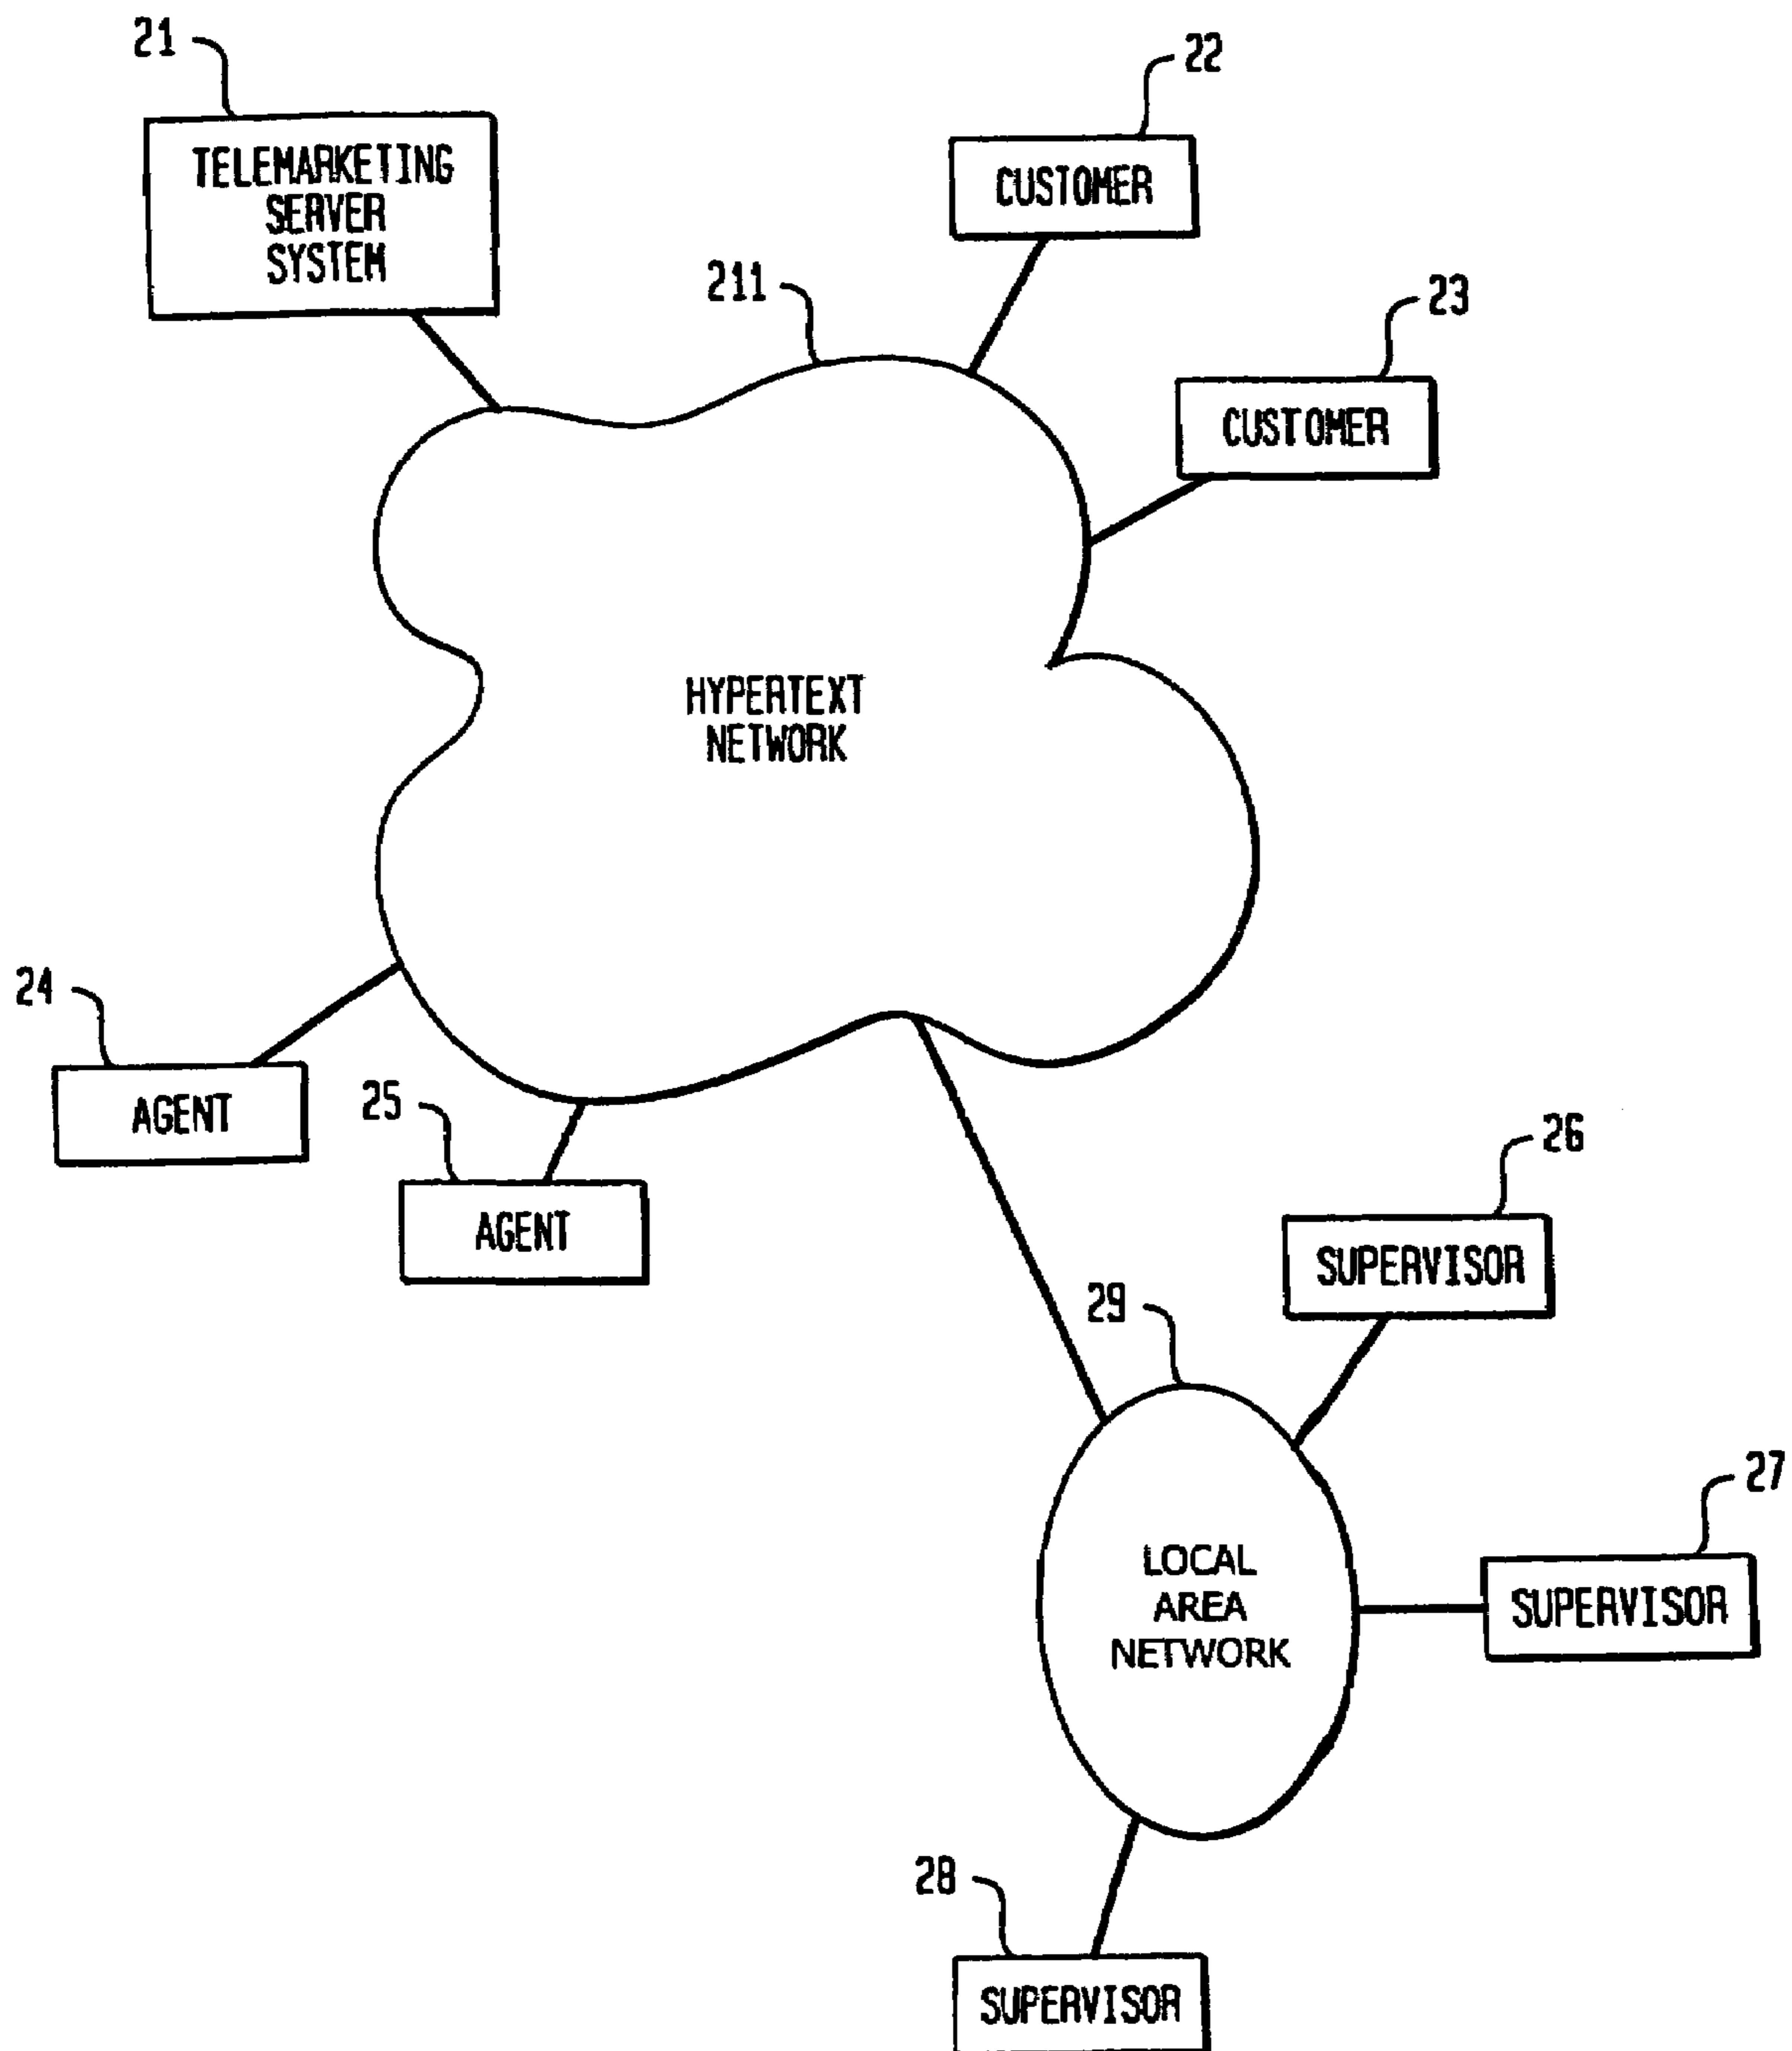 21
TELEMARKETING
SERVER
SYSTEM
22
CUSTOMER
211
23
CUSTOMER
HYPERTEXT
NETWORK
24
AGENT
25
AGENT
26
SUPERVISOR
29
27
SUPERVISOR
LOCAL
AREA
NETWORK
28
SUPERVISOR